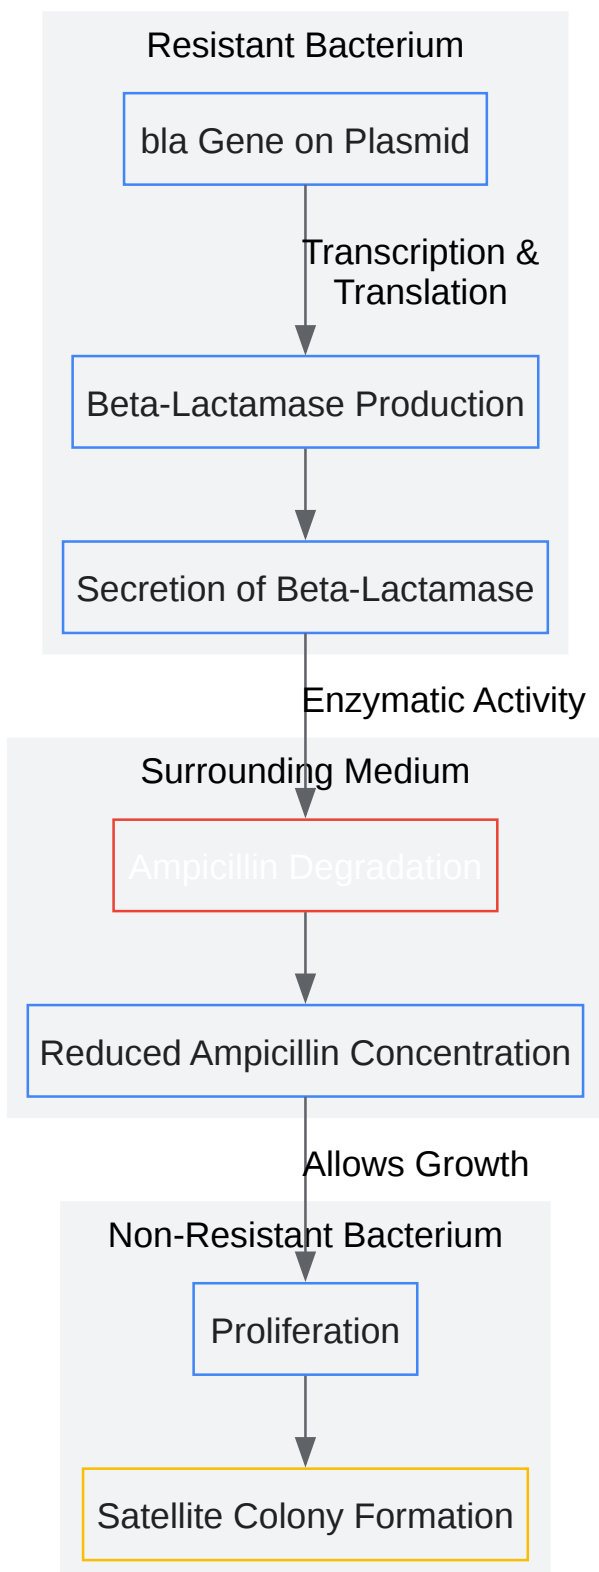 Resistant Bacterium
bla Gene on Plasmid
Transcription &
Translation
Beta-Lactamase Production
Secretion of Beta-Lactamase
Enzymatic Activity
Surrounding Medium
Ampicillin Degradation
Reduced Ampicillin Concentration
Allows Growth
Non-Resistant Bacterium
Proliferation
Satellite Colony Formation